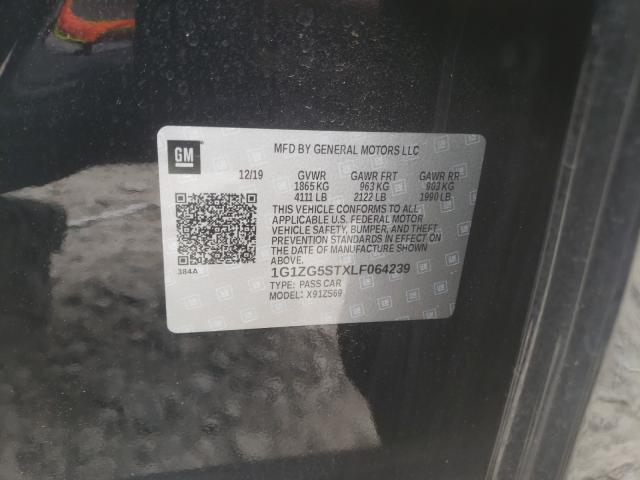 GM
MFD BY GENERAL MOTORS LLC
12/19 GVWR GAWR FRT GAWR RR
1865 KG 963 KG 903 KG
4111 LB 2122 LB 1990 LB
THIS VEHICLE CONFORMS TO ALL
APPLICABLE U.S. FEDERAL MOTOR
VEHICLE SAFETY, BUMPER, AND THEFT
PREVENTION STANDARDS IN EFFECT ON
THE DATE OF MANUFACTURE SHOWN
ABOVE.
384A
1G1ZG5STXLF064239
TYPE: PASS CAR
MODEL: X91ZS69